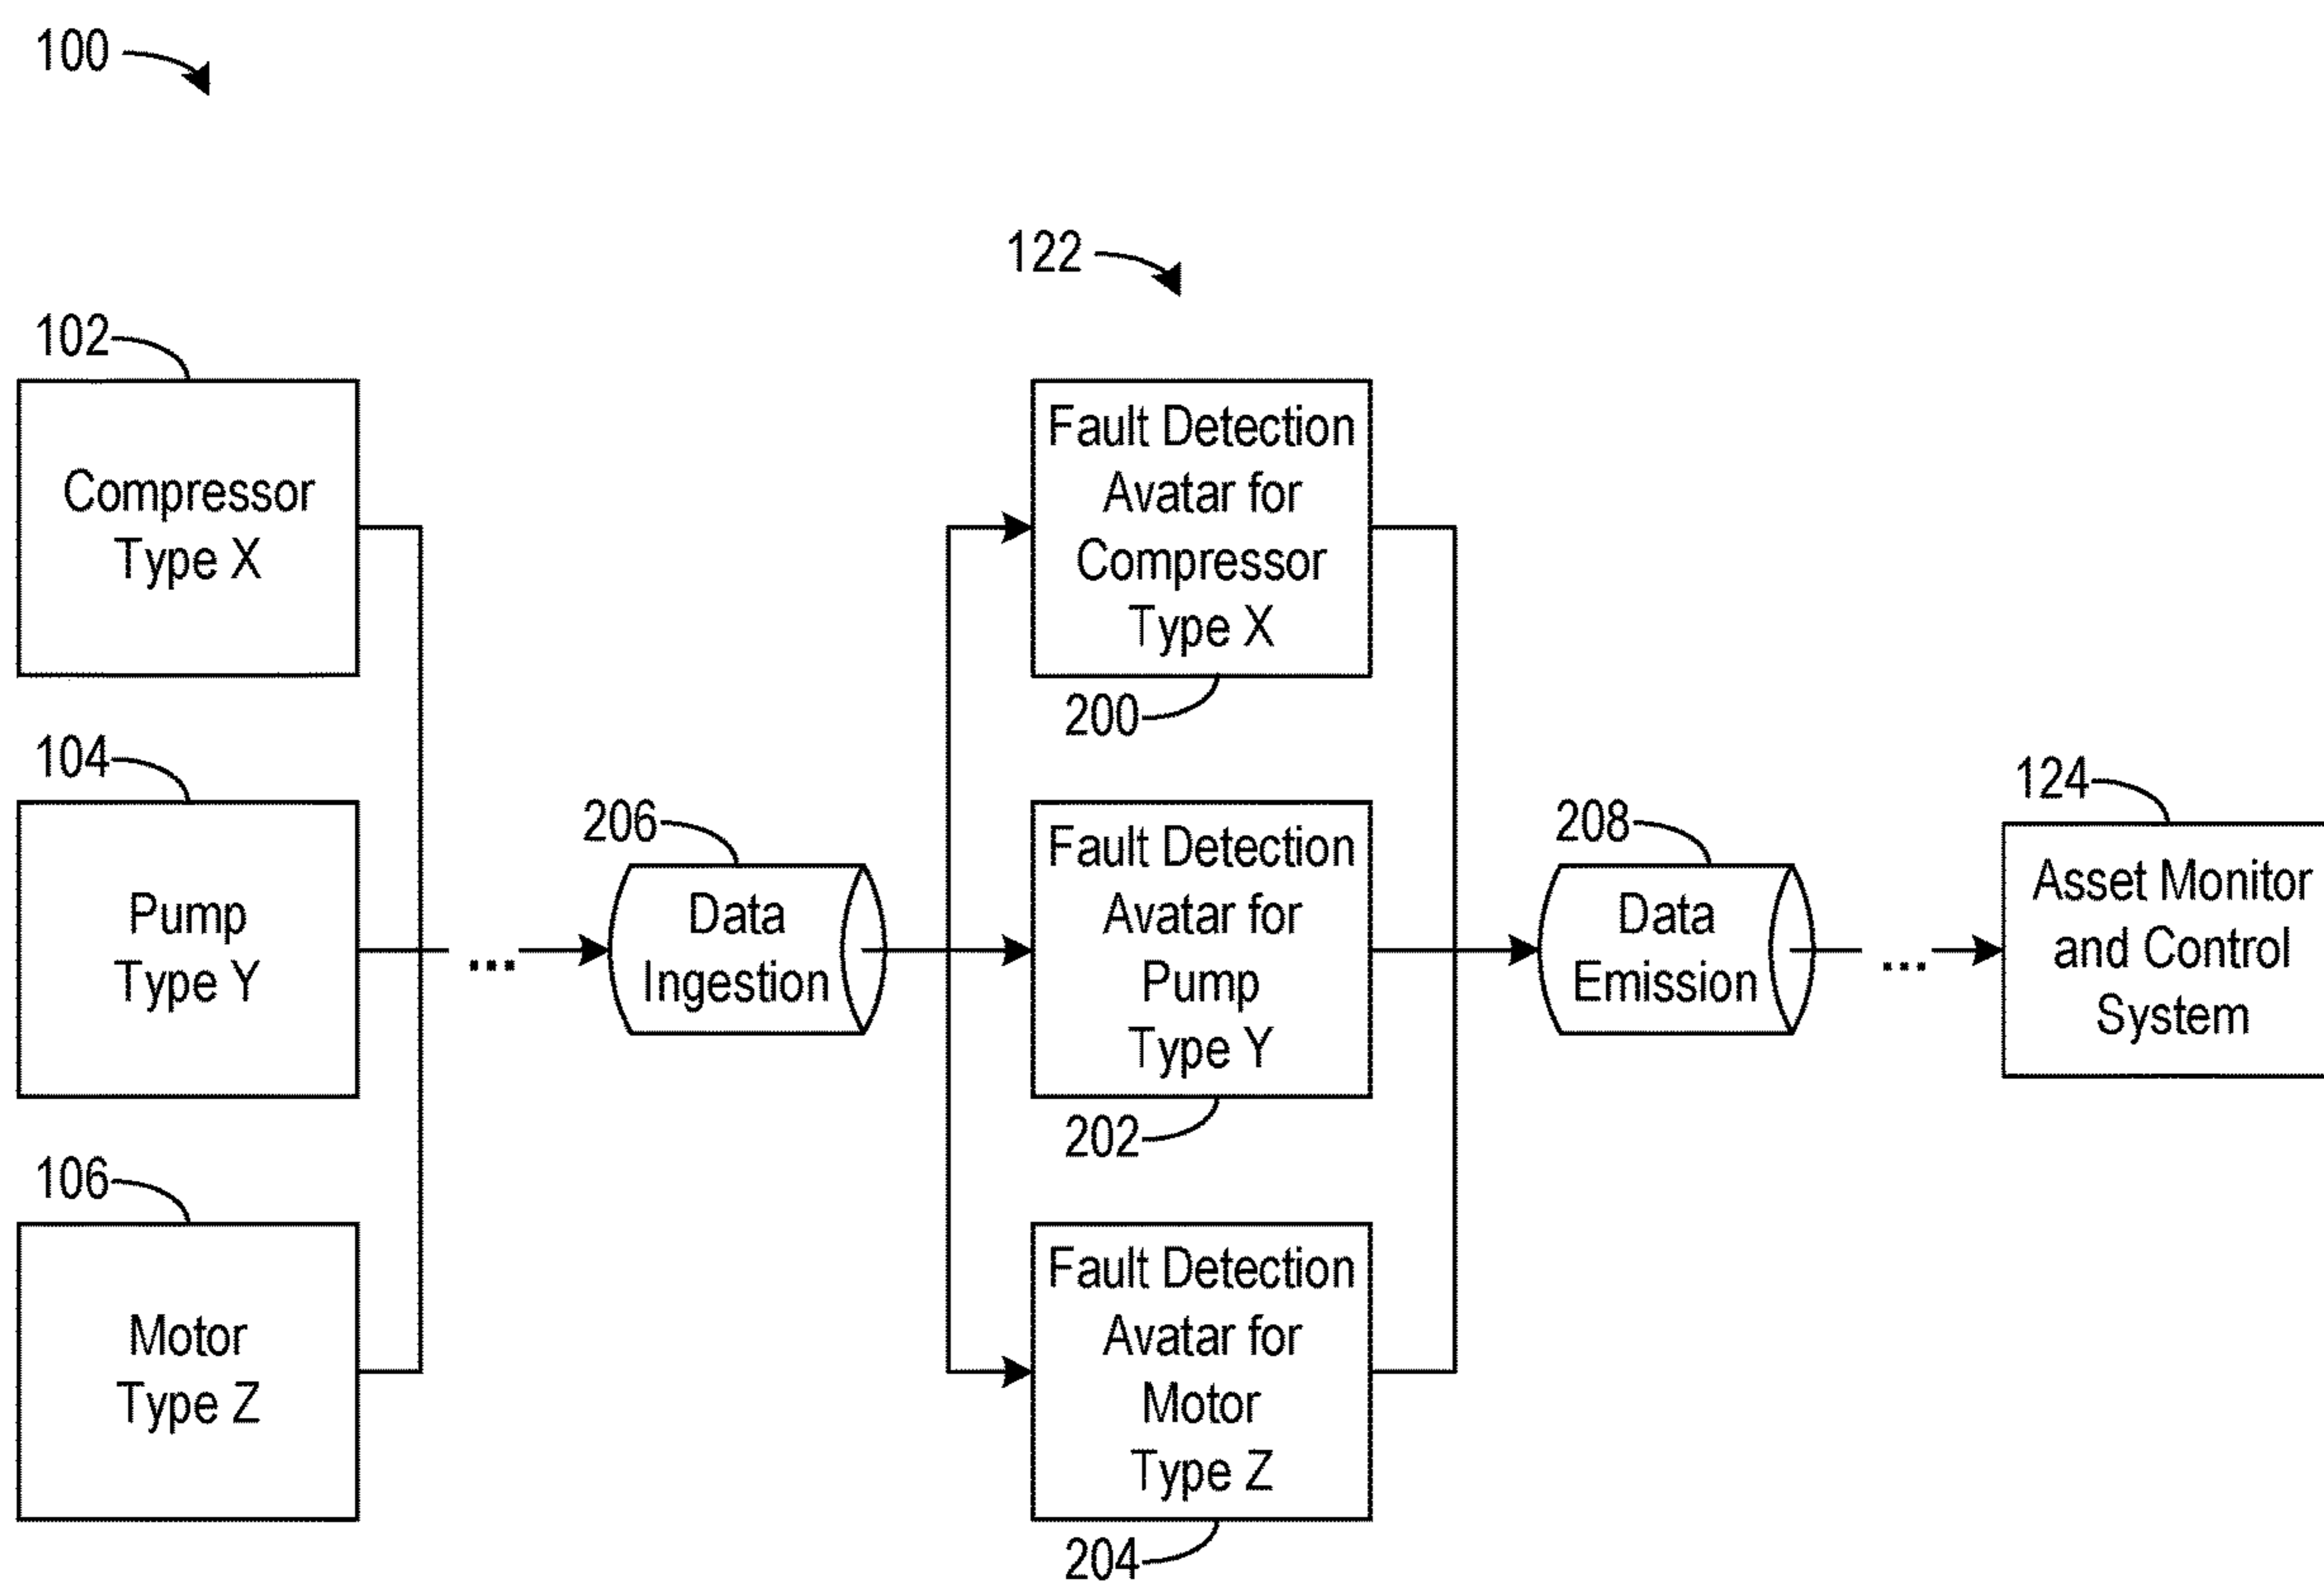 100
122
102
Compressor
Type X
Fault Detection
Avatar for
Compressor
Type X
200
104
Pump
Type Y
206
Data
Ingestion
...
Fault Detection
Avatar for
Pump
Type Y
202
208
Data
Emission
...
124
Asset Monitor
and Control
System
106
Motor
Type Z
Fault Detection
Avatar for
Motor
Type Z
204